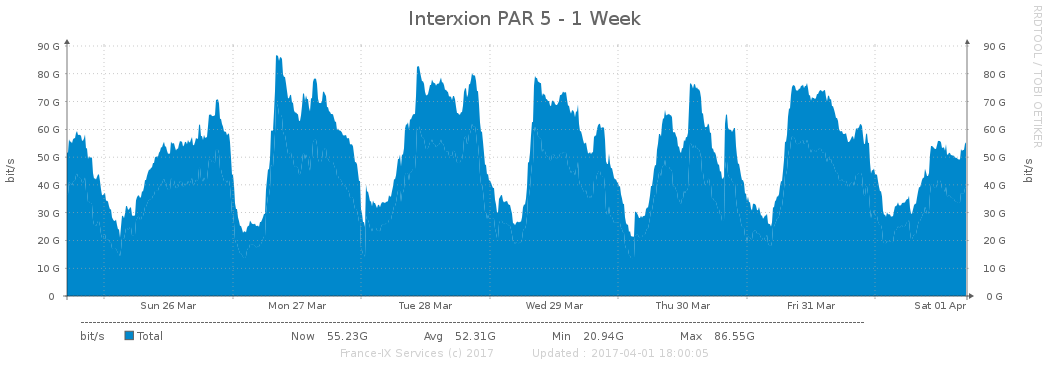 Interxion PAR 5 - 1 Week
RRDTOOL / TOBI OETIKER
bit/s
90 G 90 G
80 G 80 G
70 G 70 G
60 G 60 G
50 G 50 G
40 G 40 G
30 G 30 G
20 G 20 G
10 G 10 G
0 0 G
bit/s
Sun 26 Mar Mon 27 Mar Tue 28 Mar Wed 29 Mar Thu 30 Mar Fri 31 Mar Sat 01 Apr
bit/s Total Now 55.23G Avg 52.31G Min 20.94G Max 86.55G
France-IX Services (c) 2017 Updated : 2017-04-01 18:00:05